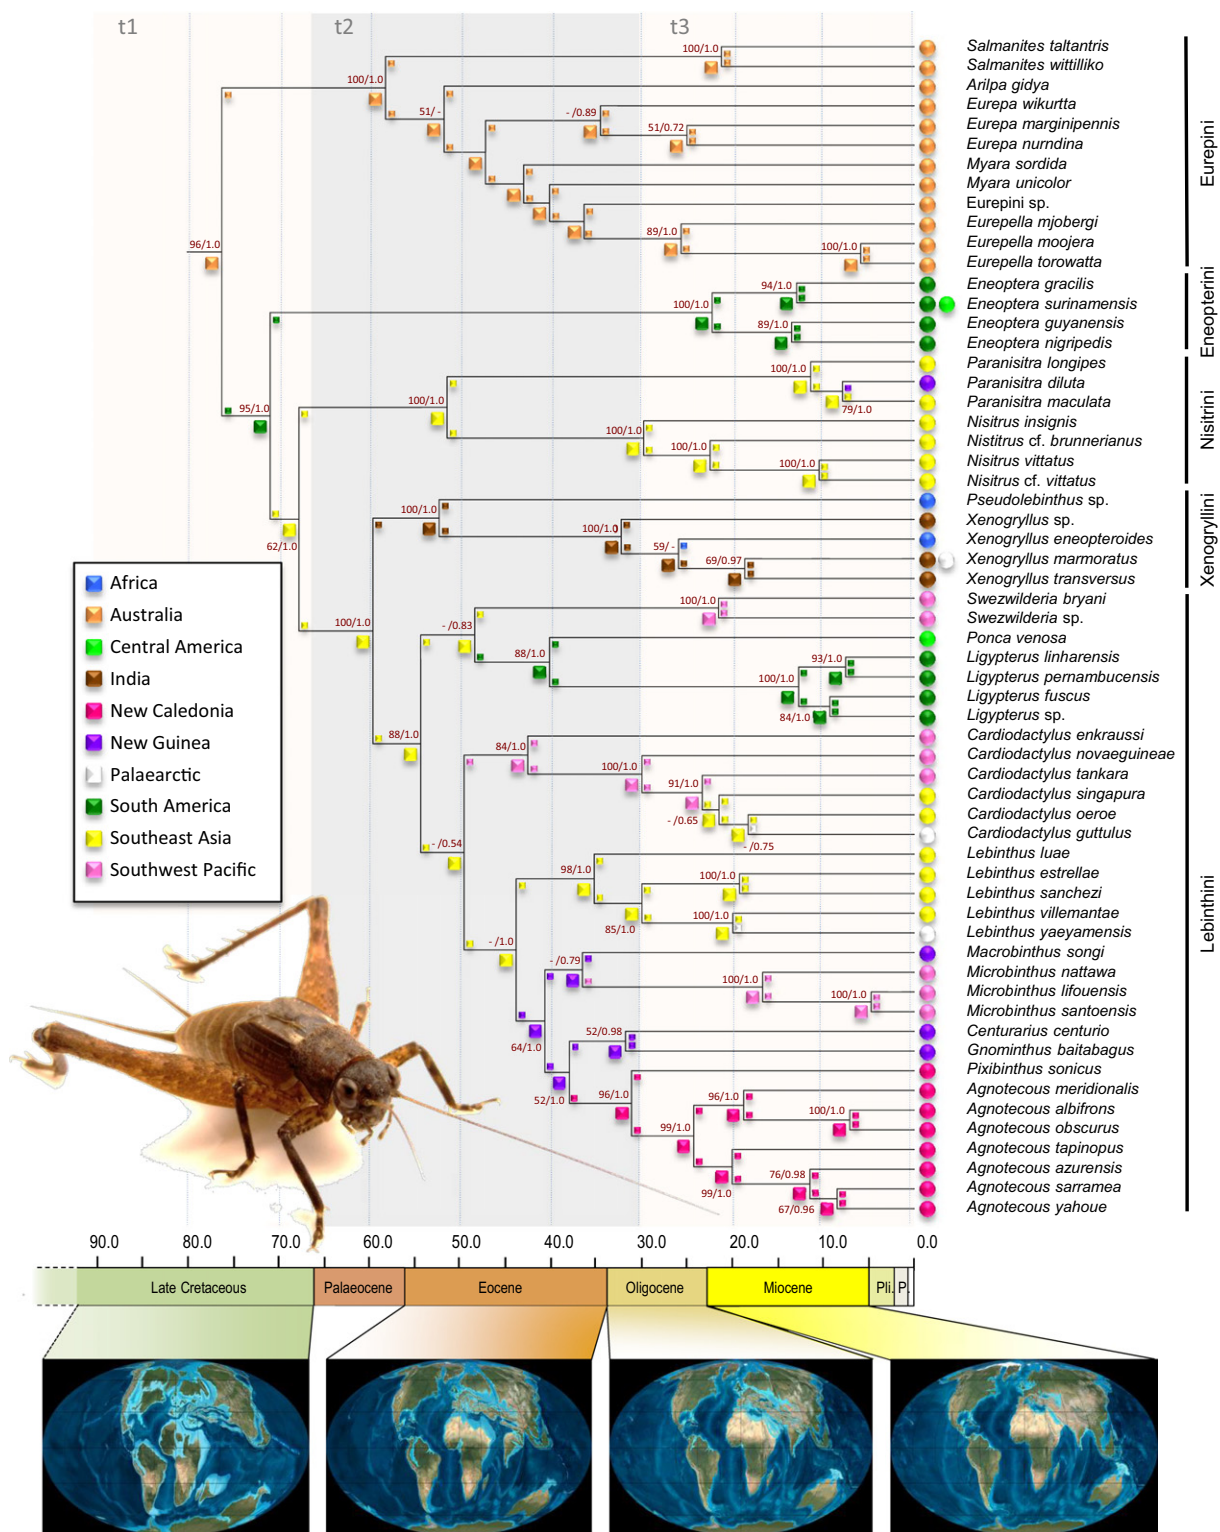 t1
t2
t3
Salmanites taltantris
Salmanites wittilliko
Arilpa gidya
Eurepa wikurtta
Eurepa marginipennis
Eurepa nurndina
Myara sordida
Myara unicolor
Eurepini sp.
Eurepella mjobergi
Eurepella moojera
Eurepella torowatta
Eneoptera gracilis
Eneoptera surinamensis
Eneoptera guyanensis
Eneoptera nigripedis
Paranisitra longipes
Paranisitra diluta
Paranisitra maculata
Nisitrus insignis
Nistitrus cf. brunnerianus
Nisitrus vittatus
Nisitrus cf. vittatus
Pseudolebinthus sp.
Xenogryllus sp.
Xenogryllus eneopteroides
Xenogryllus marmoratus
Xenogryllus transversus
Swezwilderia bryani
Swezwilderia sp.
Ponca venosa
Ligypterus linharensis
Ligypterus pernambucensis
Ligypterus fuscus
Ligypterus sp.
Cardiodactylus enkraussi
Cardiodactylus novaeguineae
Cardiodactylus tankara
Cardiodactylus singapura
Cardiodactylus oeroe
Cardiodactylus guttulus
Lebinthus luae
Lebinthus estrellae
Lebinthus sanchezi
Lebinthus villemantae
Lebinthus yaeyamensis
Macrobinthus songi
Microbinthus nattawa
Microbinthus lifouensis
Microbinthus santoensis
Centurarius centurio
Gnominthus baitabagus
Pixibinthus sonicus
Agnotecous meridionalis
Agnotecous albifrons
Agnotecous obscurus
Agnotecous tapinopus
Agnotecous azurensis
Agnotecous sarramea
Agnotecous yahoue
Eurepini
Eneopterini
Nisitrini
Xenogryllini
Lebinthini
100/1.0
100/1.0
51/ -
- /0.89
51/0.72
89/1.0
100/1.0
96/1.0
94/1.0
100/1.0
89/1.0
95/1.0
100/1.0
79/1.0
100/1.0
100/1.0
100/1.0
100/1.0
62/1.0
100/1.0
100/1.0
59/ -
69/0.97
100/1.0
100/1.0
- /0.83
88/1.0
93/1.0
100/1.0
84/1.0
88/1.0
84/1.0
100/1.0
91/1.0
- /0.65
- /0.75
- /0.54
98/1.0
100/1.0
100/1.0
85/1.0
- /1.0
- /0.79
100/1.0
100/1.0
64/1.0
52/0.98
52/1.0
96/1.0
96/1.0
100/1.0
99/1.0
99/1.0
76/0.98
67/0.96
Africa
Australia
Central America
India
New Caledonia
New Guinea
Palaearctic
South America
Southeast Asia
Southwest Pacific
90.0 80.0 70.0 60.0 50.0 40.0 30.0 20.0 10.0 0.0
Late Cretaceous Palaeocene Eocene Oligocene Miocene Pli. P.